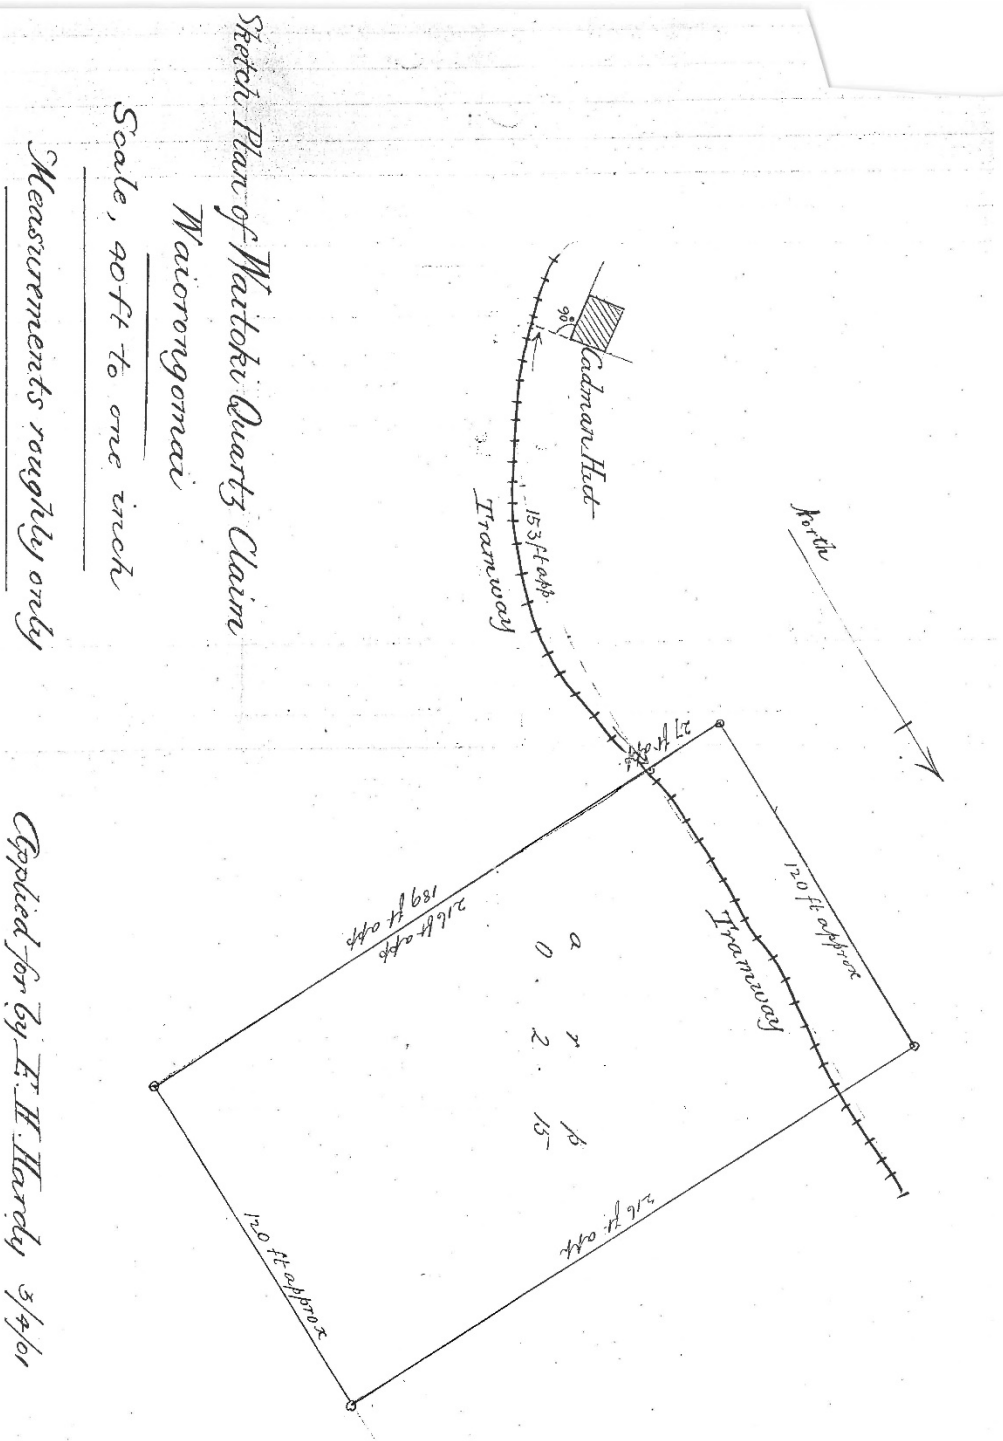 Sketch Plan of Waitoki Quartz Claim
Waiorongomai
Scale, 40ft to one inch
Measurements roughly only
North
Cadman Hut
90°
153 ft app.
Tramway
27 ft app
120 ft approx
Tramway
189 ft app
216 ft app
a r p
0. 2. 15
216 ft app
120 ft approx
Applied for by E. H. Hardy 3/4/01